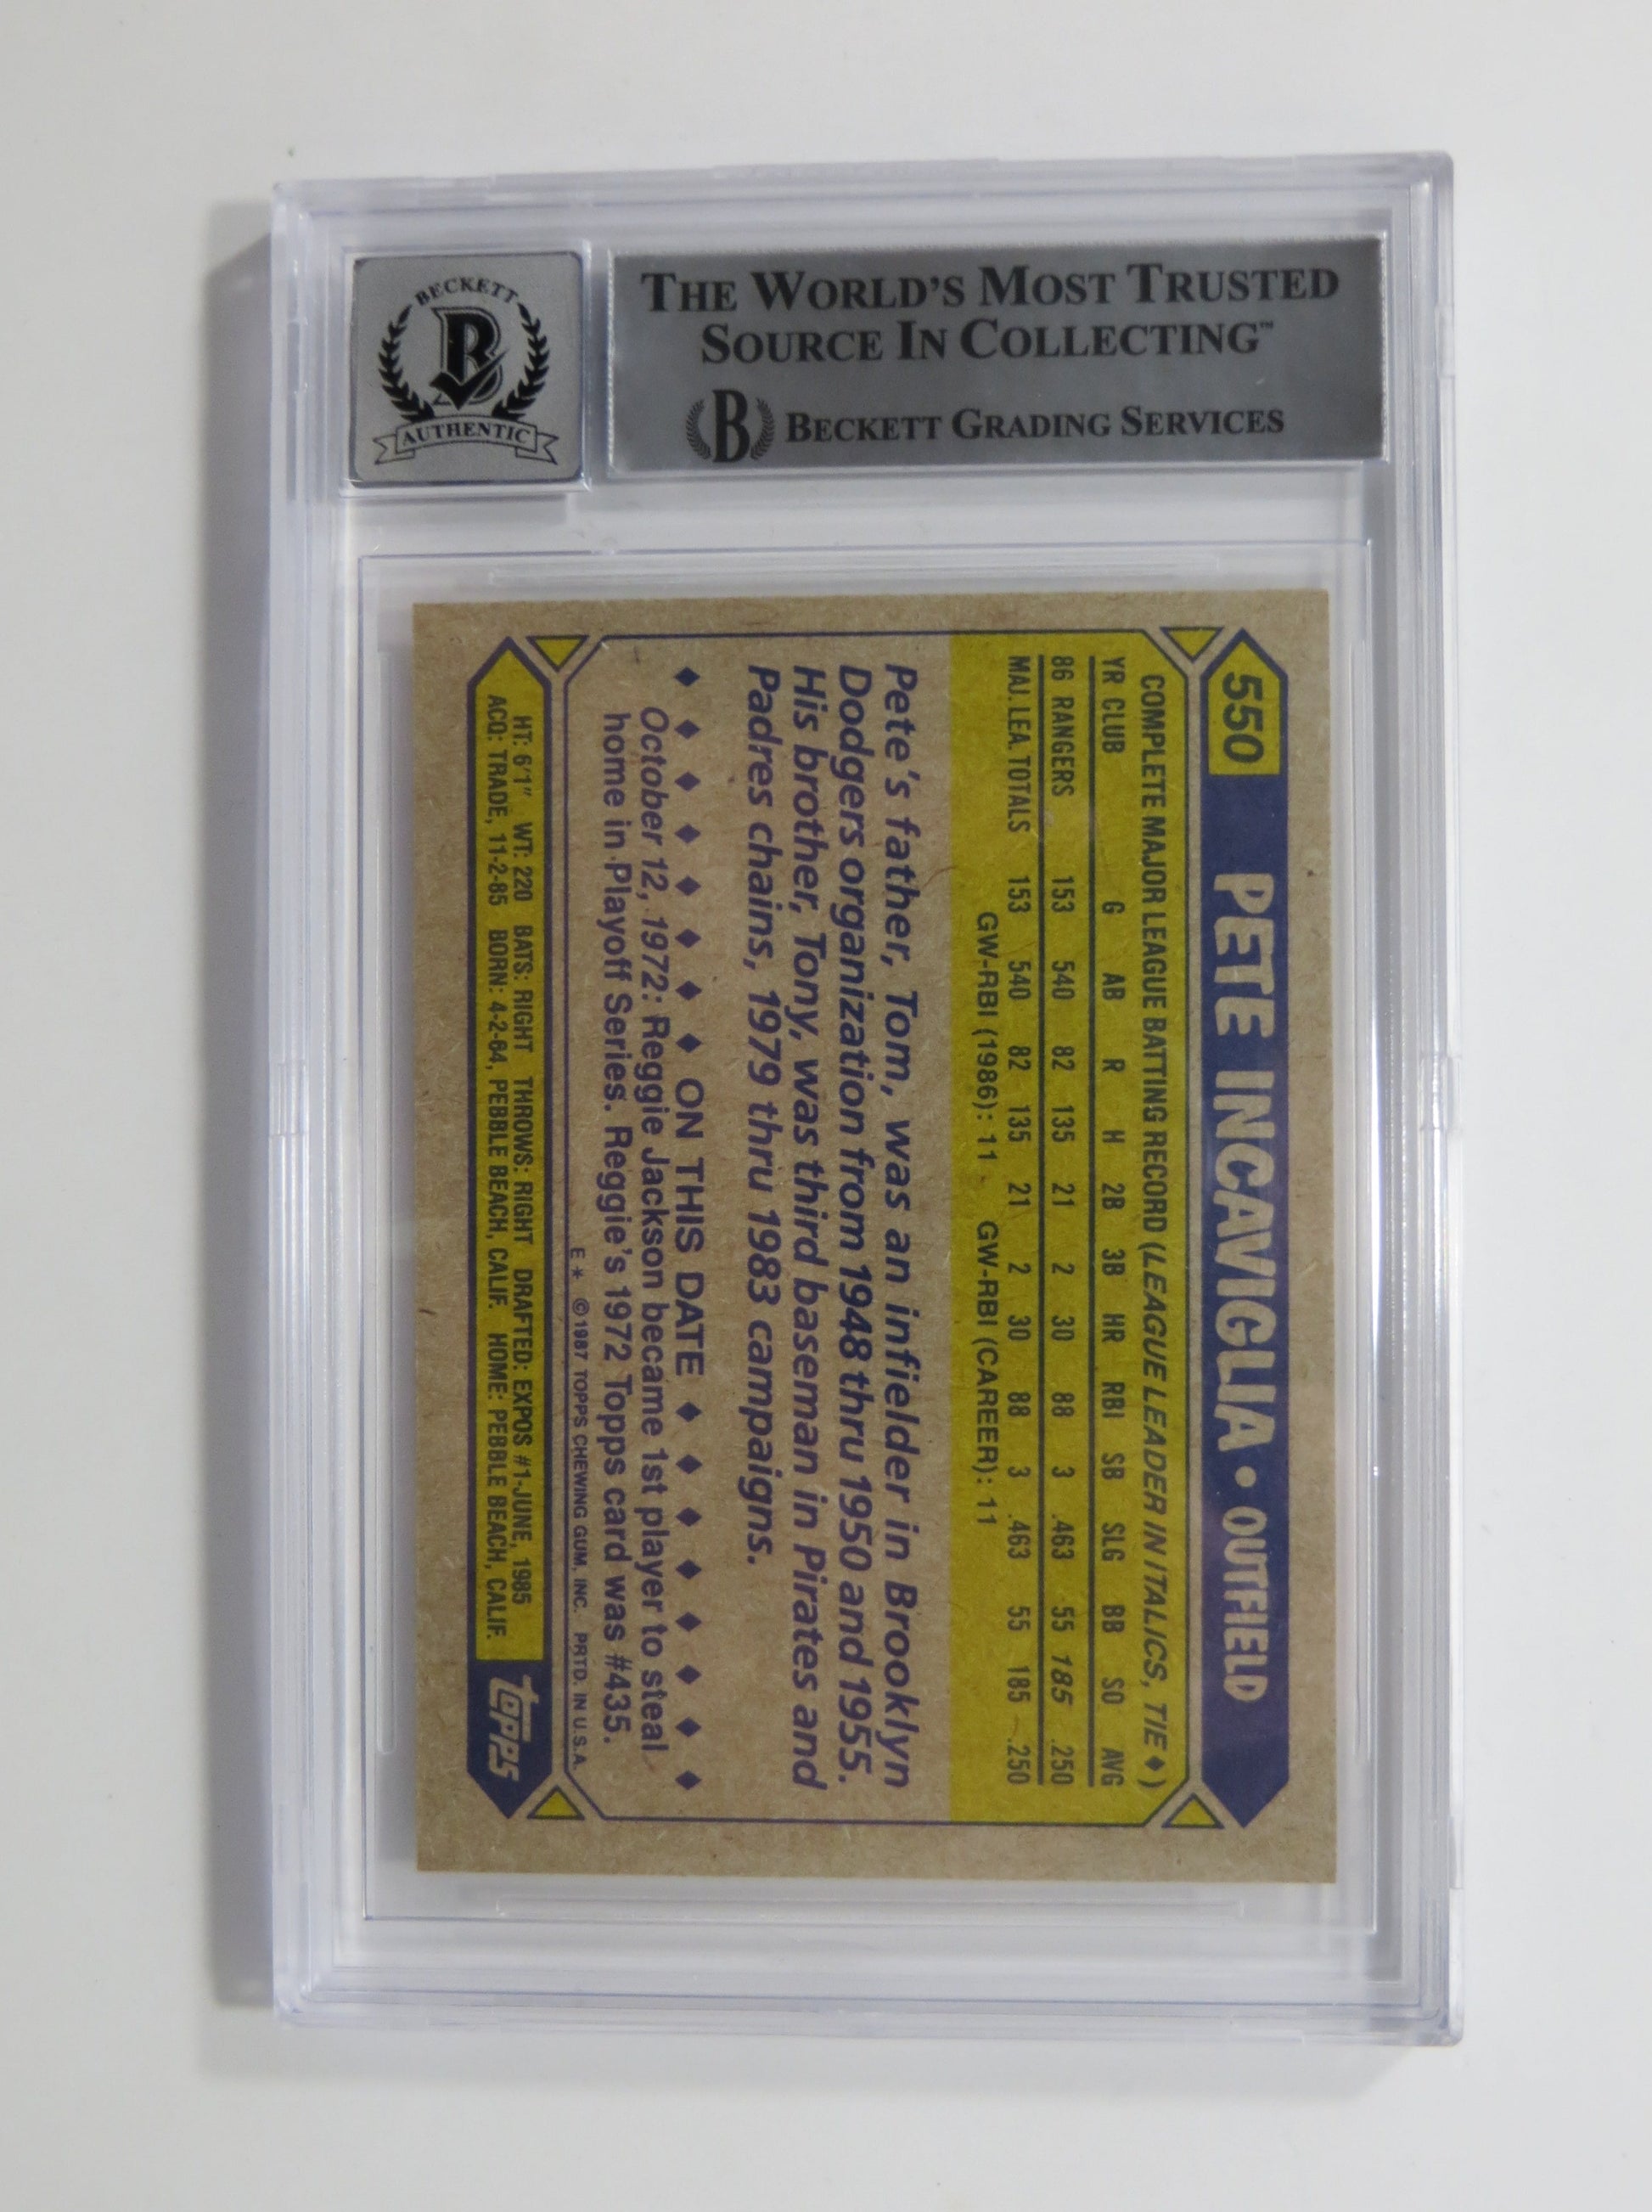 BECKETT
B
AUTHENTIC
THE WORLD'S MOST TRUSTED
SOURCE IN COLLECTING™
B BECKETT GRADING SERVICES
550 PETE INCAVIGLIA • OUTFIELD
COMPLETE MAJOR LEAGUE BATTING RECORD (LEAGUE LEADER IN ITALICS, TIE ♦)
YR CLUB G AB R H 2B 3B HR RBI SB SLG BB SO AVG
86 RANGERS 153 540 82 135 21 2 30 88 3 .463 55 185 .250
MAJ. LEA. TOTALS 153 540 82 135 21 2 30 88 3 .463 55 185 .250
GW-RBI (1986): 11 GW-RBI (CAREER): 11
Pete's father, Tom, was an infielder in Brooklyn
Dodgers organization from 1948 thru 1950 and 1955.
His brother, Tony, was third baseman in Pirates and
Padres chains, 1979 thru 1983 campaigns.
♦ ♦ ♦ ♦ ♦ ♦ ♦ ♦ ON THIS DATE ♦ ♦ ♦ ♦ ♦ ♦ ♦ ♦
October 12, 1972: Reggie Jackson became 1st player to steal
home in Playoff Series. Reggie's 1972 Topps card was #435.
E * ©1987 TOPPS CHEWING GUM, INC. PRTD. IN U.S.A.
HT: 6'1" WT: 220 BATS: RIGHT THROWS: RIGHT DRAFTED: EXPOS #1-JUNE, 1985
ACQ: TRADE, 11-2-85 BORN: 4-2-64, PEBBLE BEACH, CALIF. HOME: PEBBLE BEACH, CALIF.
TOPPS